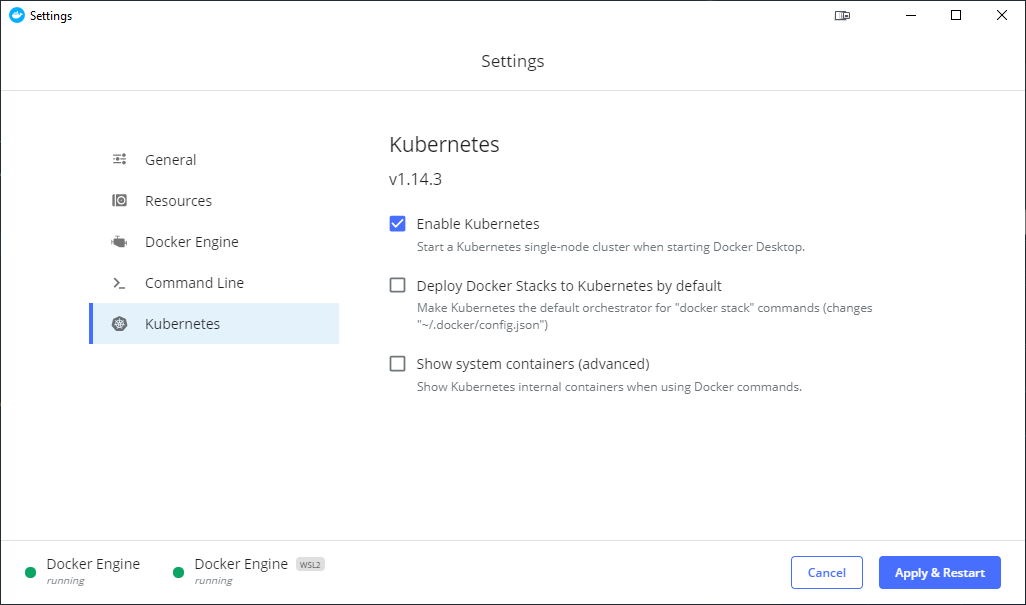 Settings
Settings
General
Resources
Docker Engine
Command Line
Kubernetes
Kubernetes
v1.14.3
Enable Kubernetes
Start a Kubernetes single-node cluster when starting Docker Desktop.
Deploy Docker Stacks to Kubernetes by default
Make Kubernetes the default orchestrator for "docker stack" commands (changes
"~/.docker/config.json")
Show system containers (advanced)
Show Kubernetes internal containers when using Docker commands.
Docker Engine
running
Docker Engine WSL2
running
Cancel
Apply & Restart